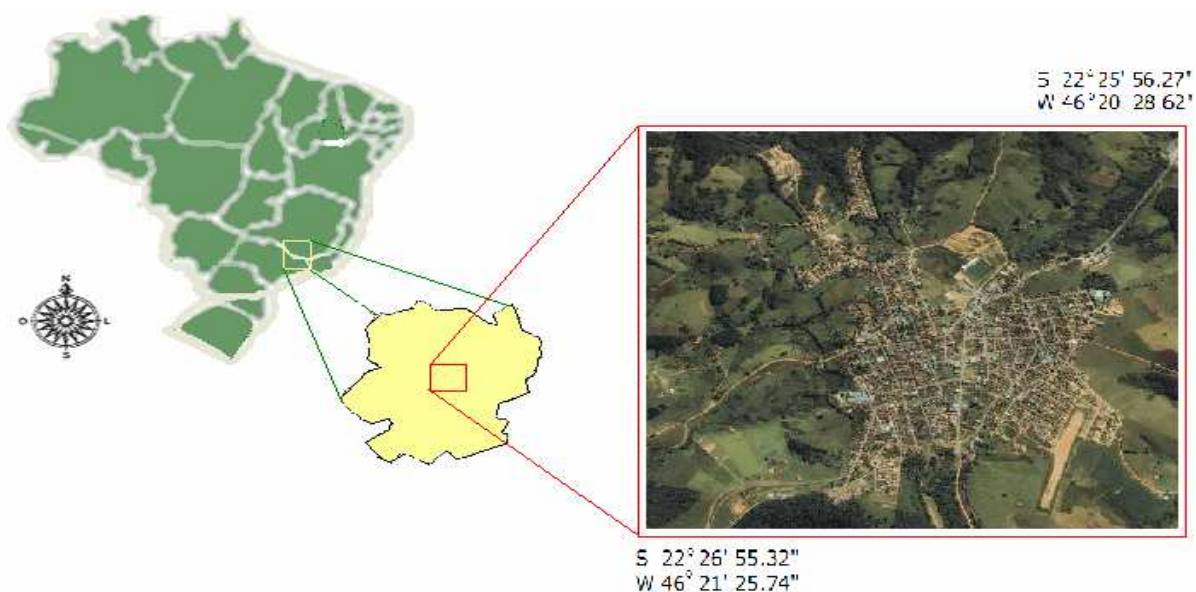 S 22° 25' 56.27"
W 46° 20' 28.62"
N
O L
S
S 22° 26' 55.32"
W 46° 21' 25.74"